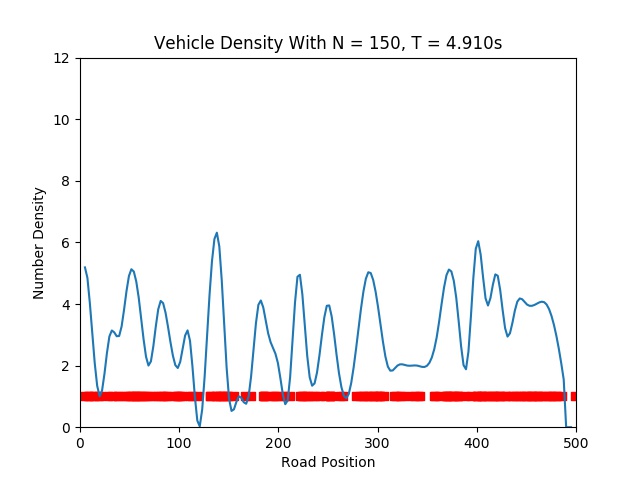 Vehicle Density With N = 150, T = 4.910s
12
10
8
6
4
2
0
Number Density
0 100 200 300 400 500
Road Position